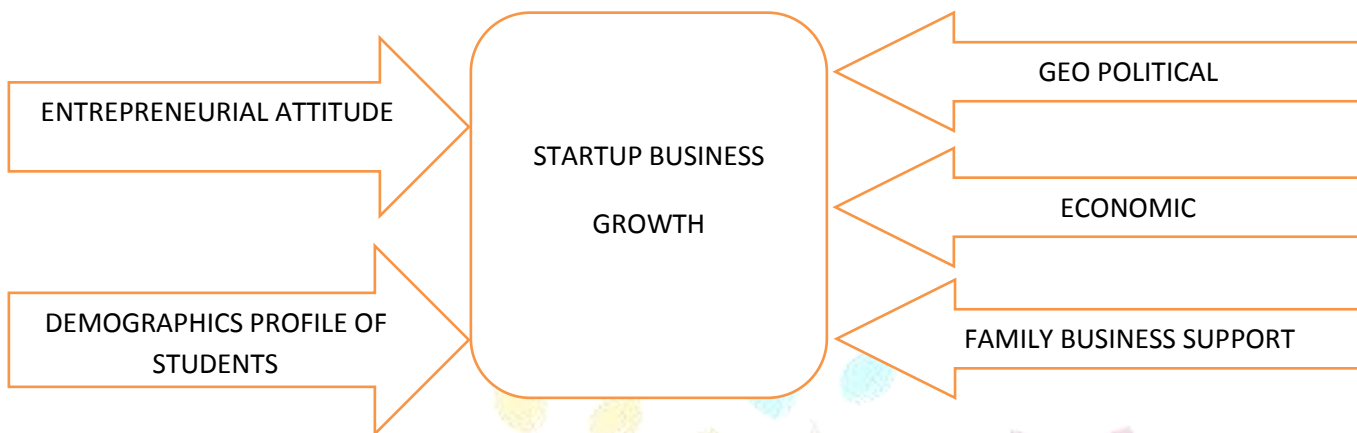 ENTREPRENEURIAL ATTITUDE
DEMOGRAPHICS PROFILE OF
STUDENTS
STARTUP BUSINESS
GROWTH
GEO POLITICAL
ECONOMIC
FAMILY BUSINESS SUPPORT